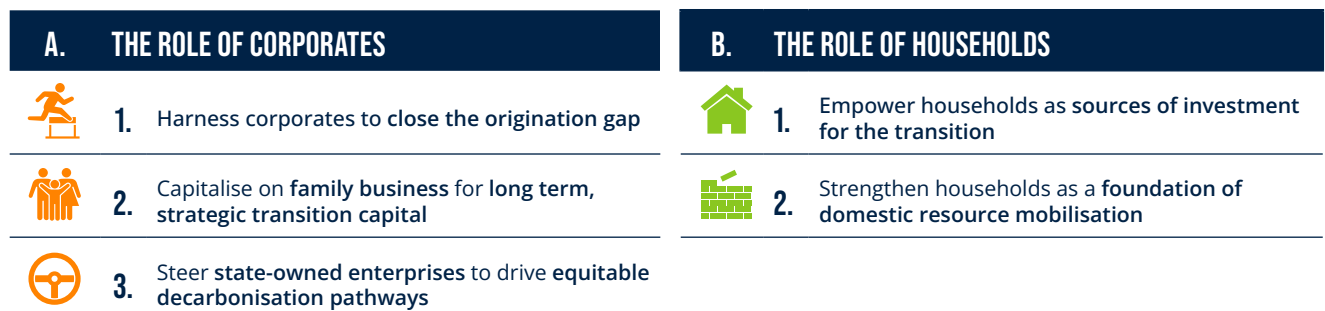 A. THE ROLE OF CORPORATES
1. Harness corporates to close the origination gap
2. Capitalise on family business for long term,
strategic transition capital
3. Steer state-owned enterprises to drive equitable
decarbonisation pathways
B. THE ROLE OF HOUSEHOLDS
1. Empower households as sources of investment
for the transition
2. Strengthen households as a foundation of
domestic resource mobilisation